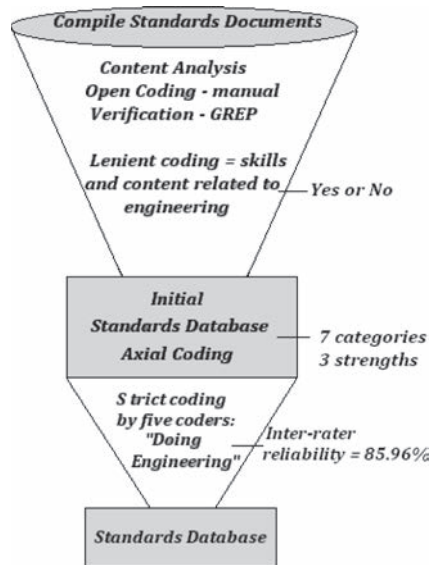 Compile Standards Documents
Content Analysis
Open Coding - manual
Verification - GREP
Lenient coding = skills
and content related to
engineering
Yes or No
Initial
Standards Database
Axial Coding
7 categories
3 strengths
S trict coding
by five coders:
"Doing
Engineering"
Inter-rater
reliability = 85.96%
Standards Database